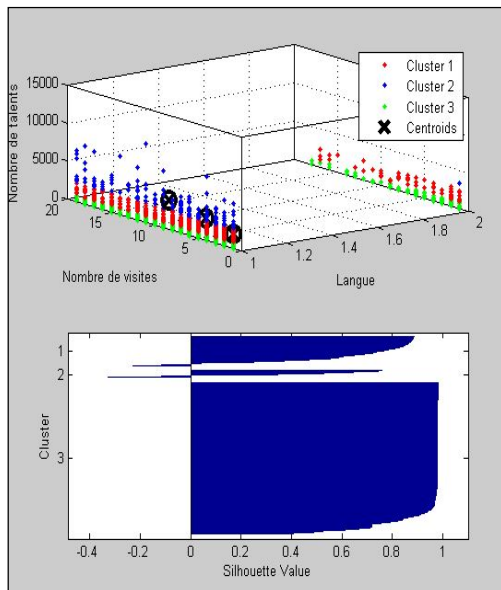 Nombre de talents
15000
10000
5000
0
20
15
10
5
0
Nombre de visites
1
1.2
1.4
1.6
1.8
2
Langue
Cluster 1
Cluster 2
Cluster 3
Centroids
Cluster
1
2
3
-0.4
-0.2
0
0.2
0.4
0.6
0.8
1
Silhouette Value